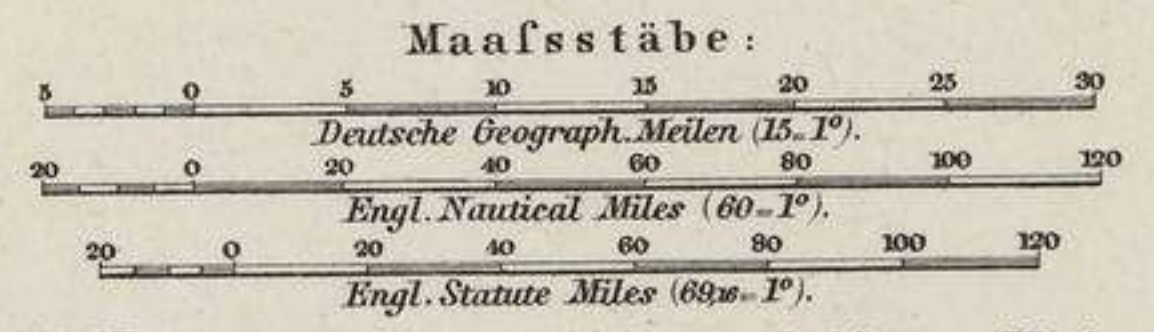 Maaſsstäbe:
5 0 5 10 15 20 25 30
Deutsche Geograph. Meilen (15=1°).
20 0 20 40 60 80 100 120
Engl. Nautical Miles (60=1°).
20 0 20 40 60 80 100 120
Engl. Statute Miles (69,16=1°).